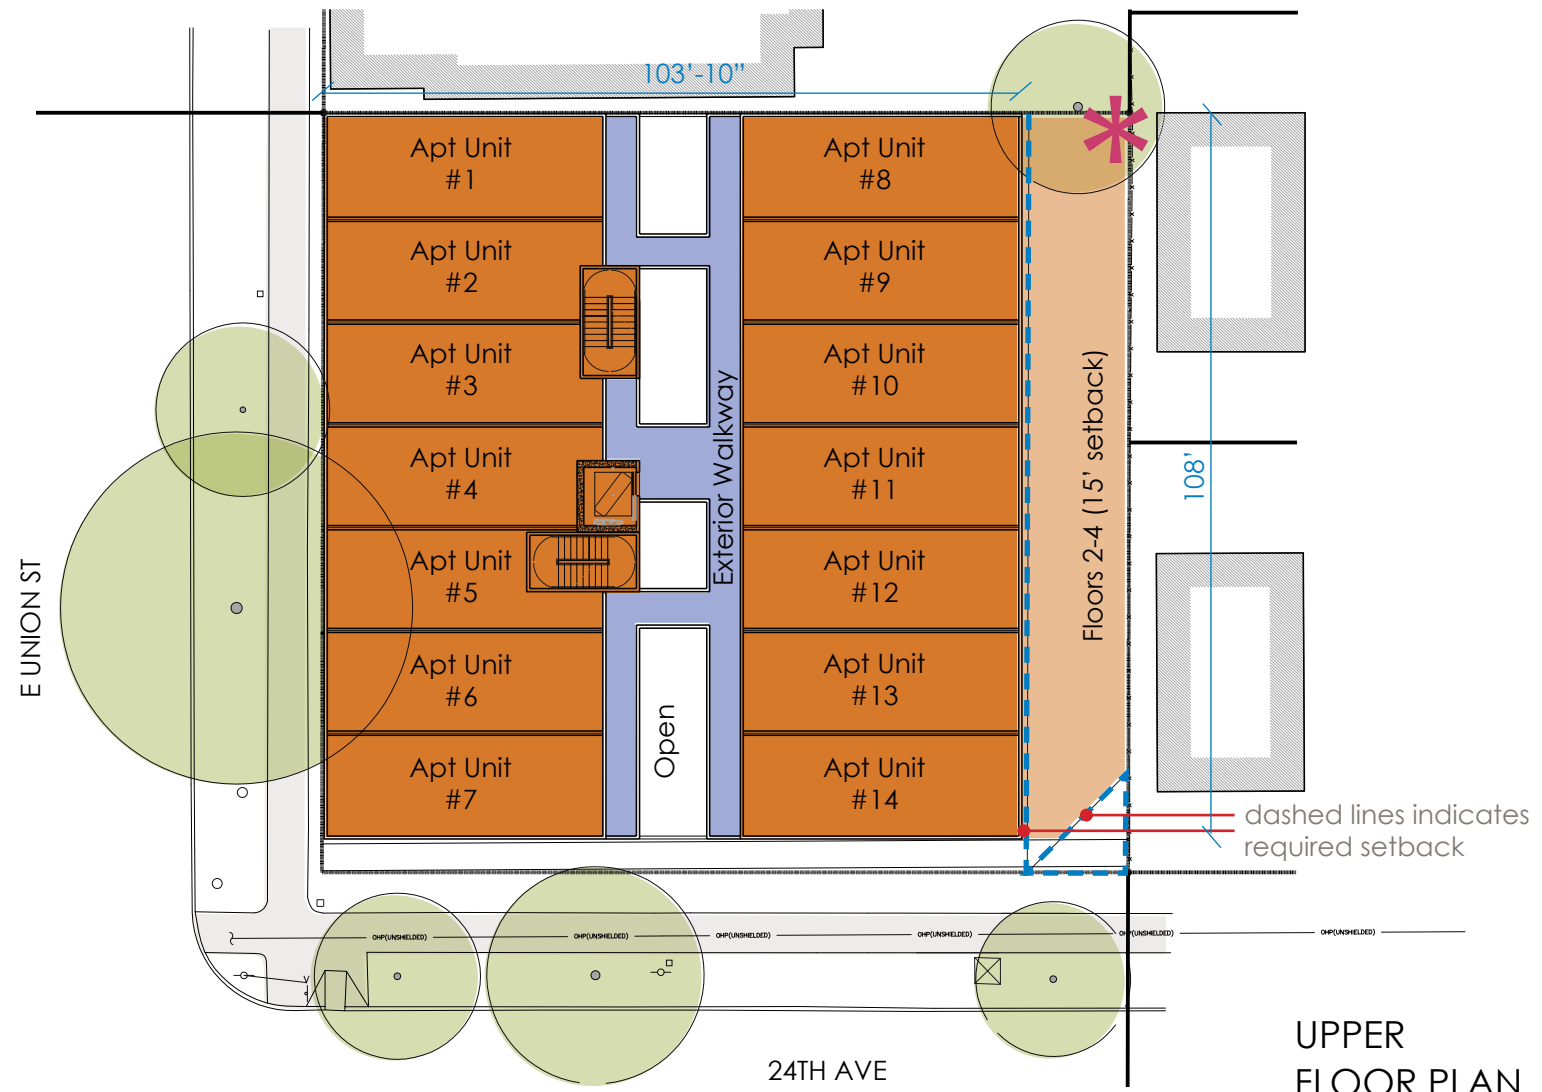 103'-10"
Apt Unit
#1
Apt Unit
#2
Apt Unit
#3
Apt Unit
#4
Apt Unit
#5
Apt Unit
#6
Apt Unit
#7
Exterior Walkway
Open
Apt Unit
#8
Apt Unit
#9
Apt Unit
#10
Apt Unit
#11
Apt Unit
#12
Apt Unit
#13
Apt Unit
#14
Floors 2-4 (15' setback)
108'
dashed lines indicates
required setback
E UNION ST
OHP(UNSHIELDED)
OHP(UNSHIELDED)
OHP(UNSHIELDED)
OHP(UNSHIELDED)
OHP(UNSHIELDED)
OHP(UNSHIELDED)
24TH AVE
UPPER
FLOOR PLAN